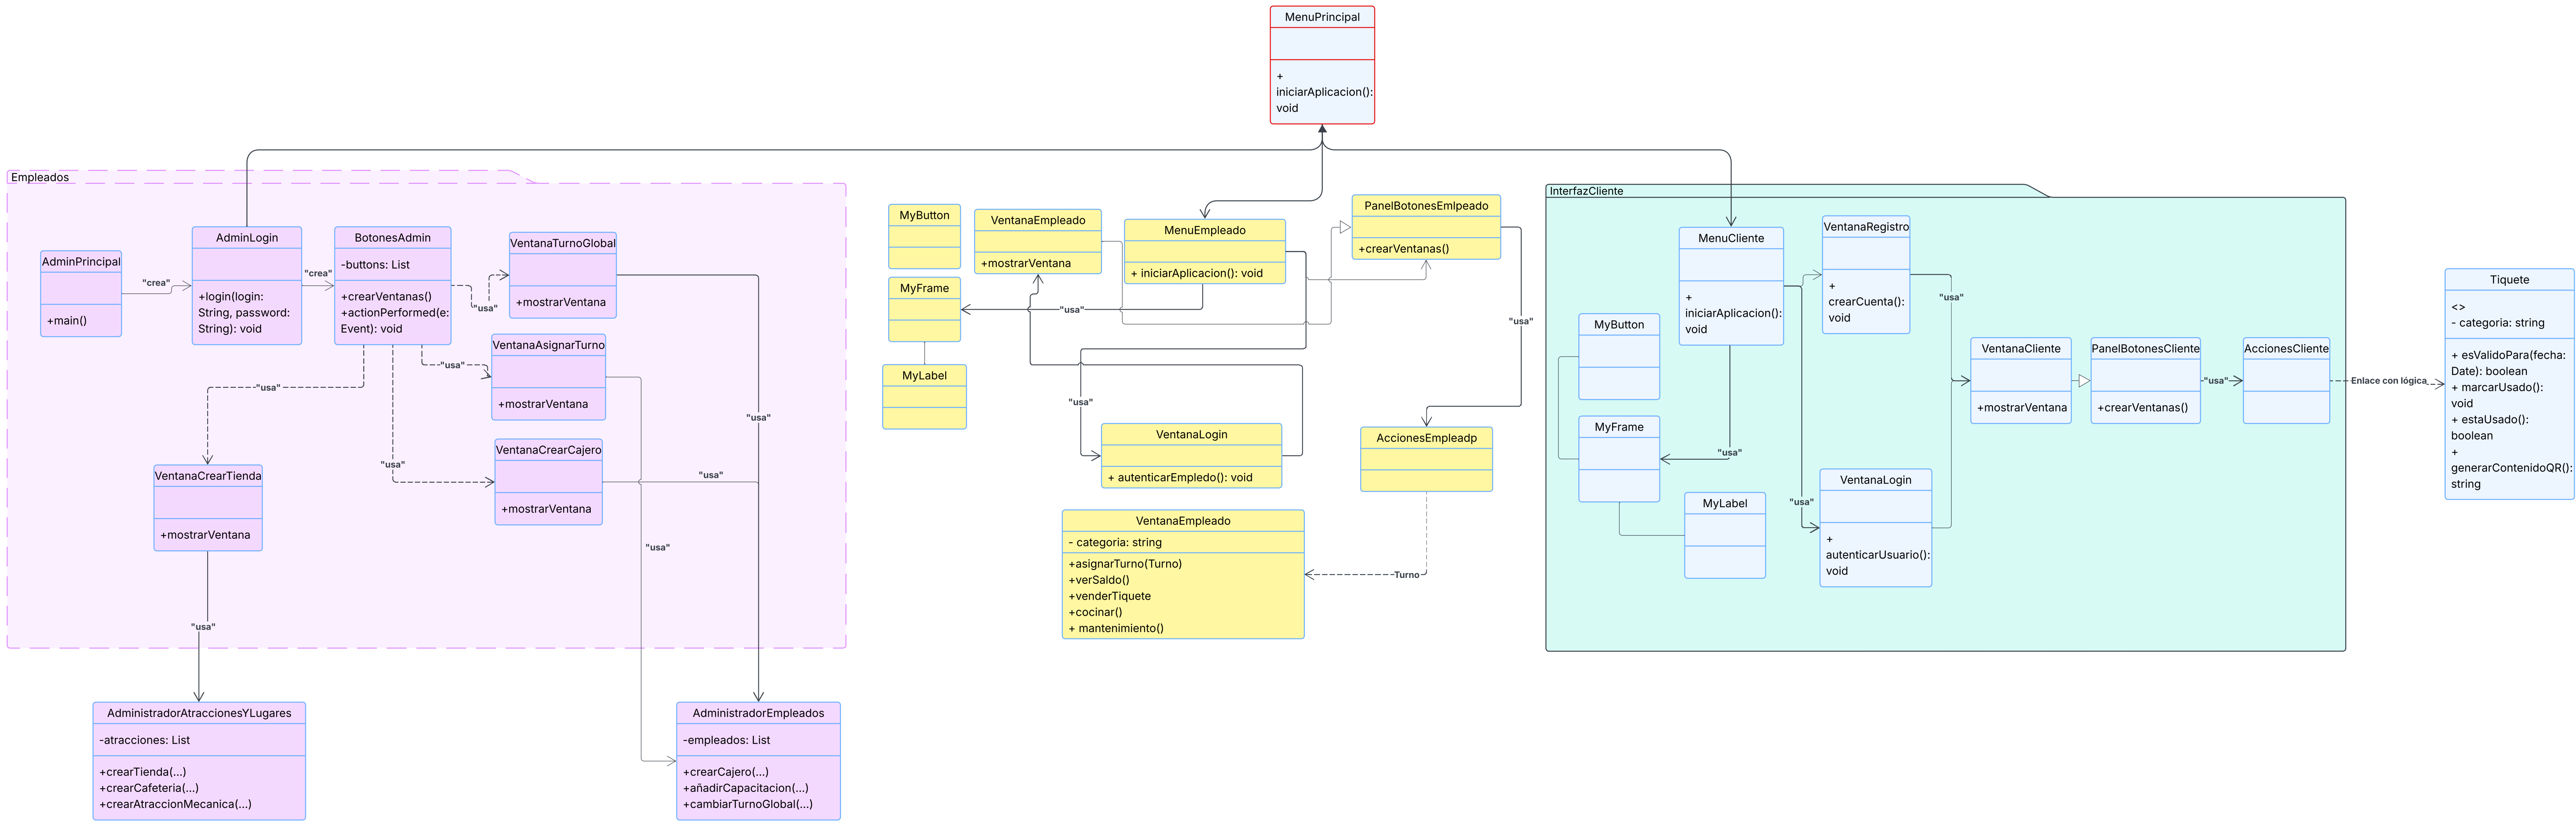 MenuPrincipal
+
iniciarAplicacion():
void
Empleados
AdminPrincipal
+main()
"crea"
AdminLogin
+login(login:
String, password:
String): void
"crea"
BotonesAdmin
-buttons: List
+crearVentanas()
+actionPerformed(e:
Event): void
"usa"
VentanaTurnoGlobal
+mostrarVentana
"usa"
VentanaAsignarTurno
+mostrarVentana
"usa"
"usa"
VentanaCrearCajero
+mostrarVentana
"usa"
"usa"
"usa"
VentanaCrearTienda
+mostrarVentana
"usa"
AdministradorAtraccionesYLugares
-atracciones: List
+crearTienda(...)
+crearCafeteria(...)
+crearAtraccionMecanica(...)
AdministradorEmpleados
-empleados: List
+crearCajero(...)
+añadirCapacitacion(...)
+cambiarTurnoGlobal(...)
MyButton
MyFrame
MyLabel
VentanaEmpleado
+mostrarVentana
MenuEmpleado
+ iniciarAplicacion(): void
"usa"
PanelBotonesEmlpeado
+crearVentanas()
"usa"
"usa"
VentanaLogin
+ autenticarEmpledo(): void
AccionesEmpleadp
Turno
VentanaEmpleado
- categoria: string
+asignarTurno(Turno)
+verSaldo()
+venderTiquete
+cocinar()
+ mantenimiento()
InterfazCliente
MenuCliente
+
iniciarAplicacion():
void
VentanaRegistro
+
crearCuenta():
void
"usa"
MyButton
MyFrame
"usa"
MyLabel
"usa"
VentanaLogin
+
autenticarUsuario():
void
VentanaCliente
+mostrarVentana
PanelBotonesCliente
+crearVentanas()
"usa"
AccionesCliente
Enlace con lógica
Tiquete
<>
- categoria: string
+ esValidoPara(fecha:
Date): boolean
+ marcarUsado():
void
+ estaUsado():
boolean
+
generarContenidoQR():
string